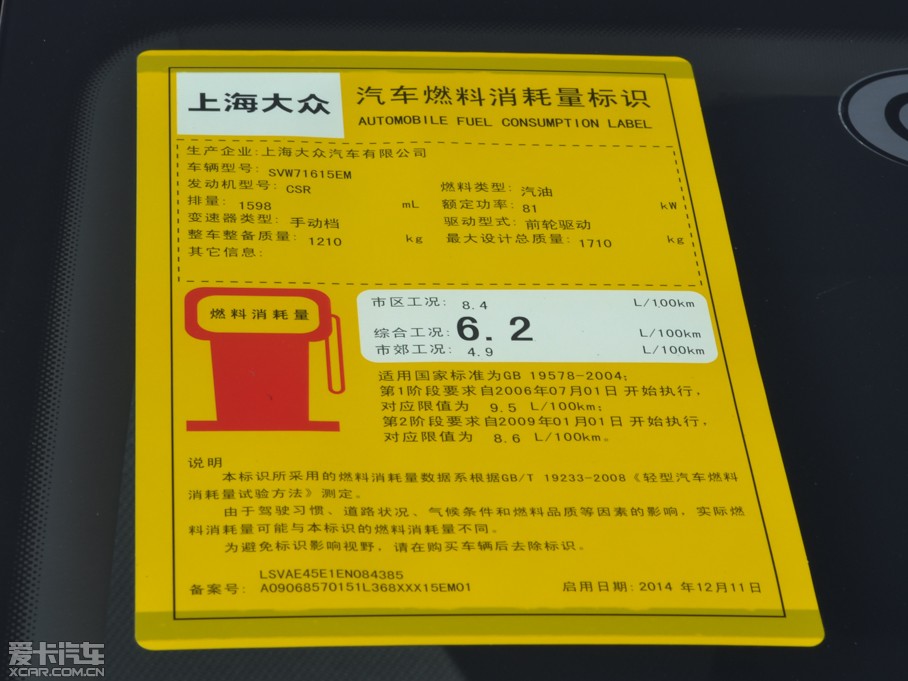 上海大众
汽车燃料消耗量标识
AUTOMOBILE FUEL CONSUMPTION LABEL
生产企业:上海大众汽车有限公司
车辆型号: SVW71615EM
发动机型号: CSR 燃料类型: 汽油
排量: 1598 mL 额定功率: 81 kW
变速器类型: 手动档 驱动型式: 前轮驱动
整车整备质量: 1210 kg 最大设计总质量: 1710 kg
其它信息:
燃料消耗量
市区工况: 8.4 L/100km
综合工况: 6.2 L/100km
市郊工况: 4.9 L/100km
适用国家标准为GB 19578-2004;
第1阶段要求自2006年07月01日 开始执行,
对应限值为 9.5 L/100km;
第2阶段要求自2009年01月01日 开始执行,
对应限值为 8.6 L/100km。
说明
本标识所采用的燃料消耗量数据系根据GB/T 19233-2008《轻型汽车燃料
消耗量试验方法》测定。
由于驾驶习惯、道路状况、气候条件和燃料品质等因素的影响, 实际燃
料消耗量可能与本标识的燃料消耗量不同。
为避免标识影响视野, 请在购买车辆后去除标识。
LSVAE45E1EN084385
备案号: A09068570151L368XXX15EM01 启用日期: 2014 年12月11日
爱卡汽车
XCAR.COM.CN